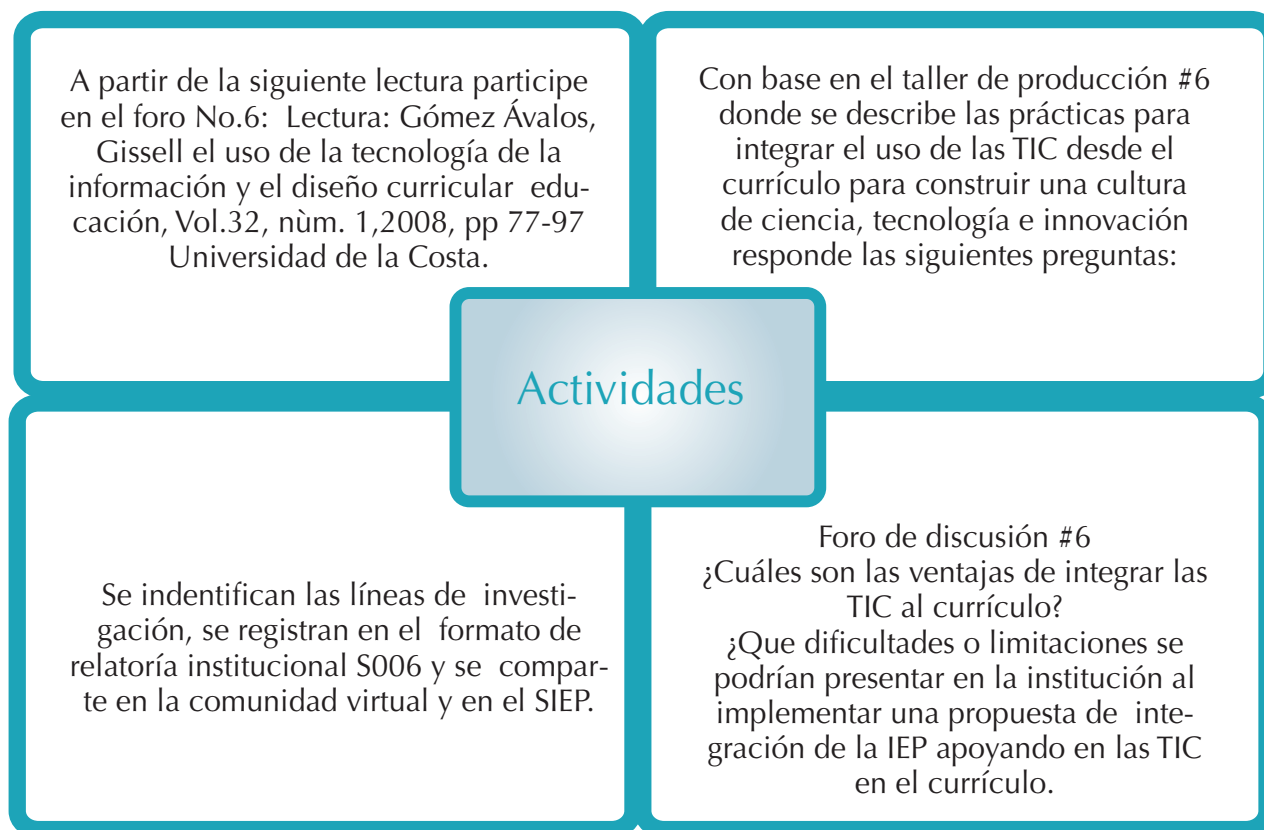 A partir de la siguiente lectura participe
en el foro No.6:  Lectura: Gómez Ávalos,
Gissell el uso de la tecnología de la
información y el diseño curricular  edu-
cación, Vol.32, nùm. 1,2008, pp 77-97
Universidad de la Costa.
Con base en el taller de producción #6
donde se describe las prácticas para
integrar el uso de las TIC desde el
currículo para construir una cultura
de ciencia, tecnología e innovación
responde las siguientes preguntas:
Actividades
Se indentifican las líneas de  investi-
gación, se registran en el  formato de
relatoría institucional S006 y se  compar-
te en la comunidad virtual y en el SIEP.
Foro de discusión #6
¿Cuáles son las ventajas de integrar las
TIC al currículo?
¿Que dificultades o limitaciones se
podrían presentar en la institución al
implementar una propuesta de  inte-
gración de la IEP apoyando en las TIC
en el currículo.